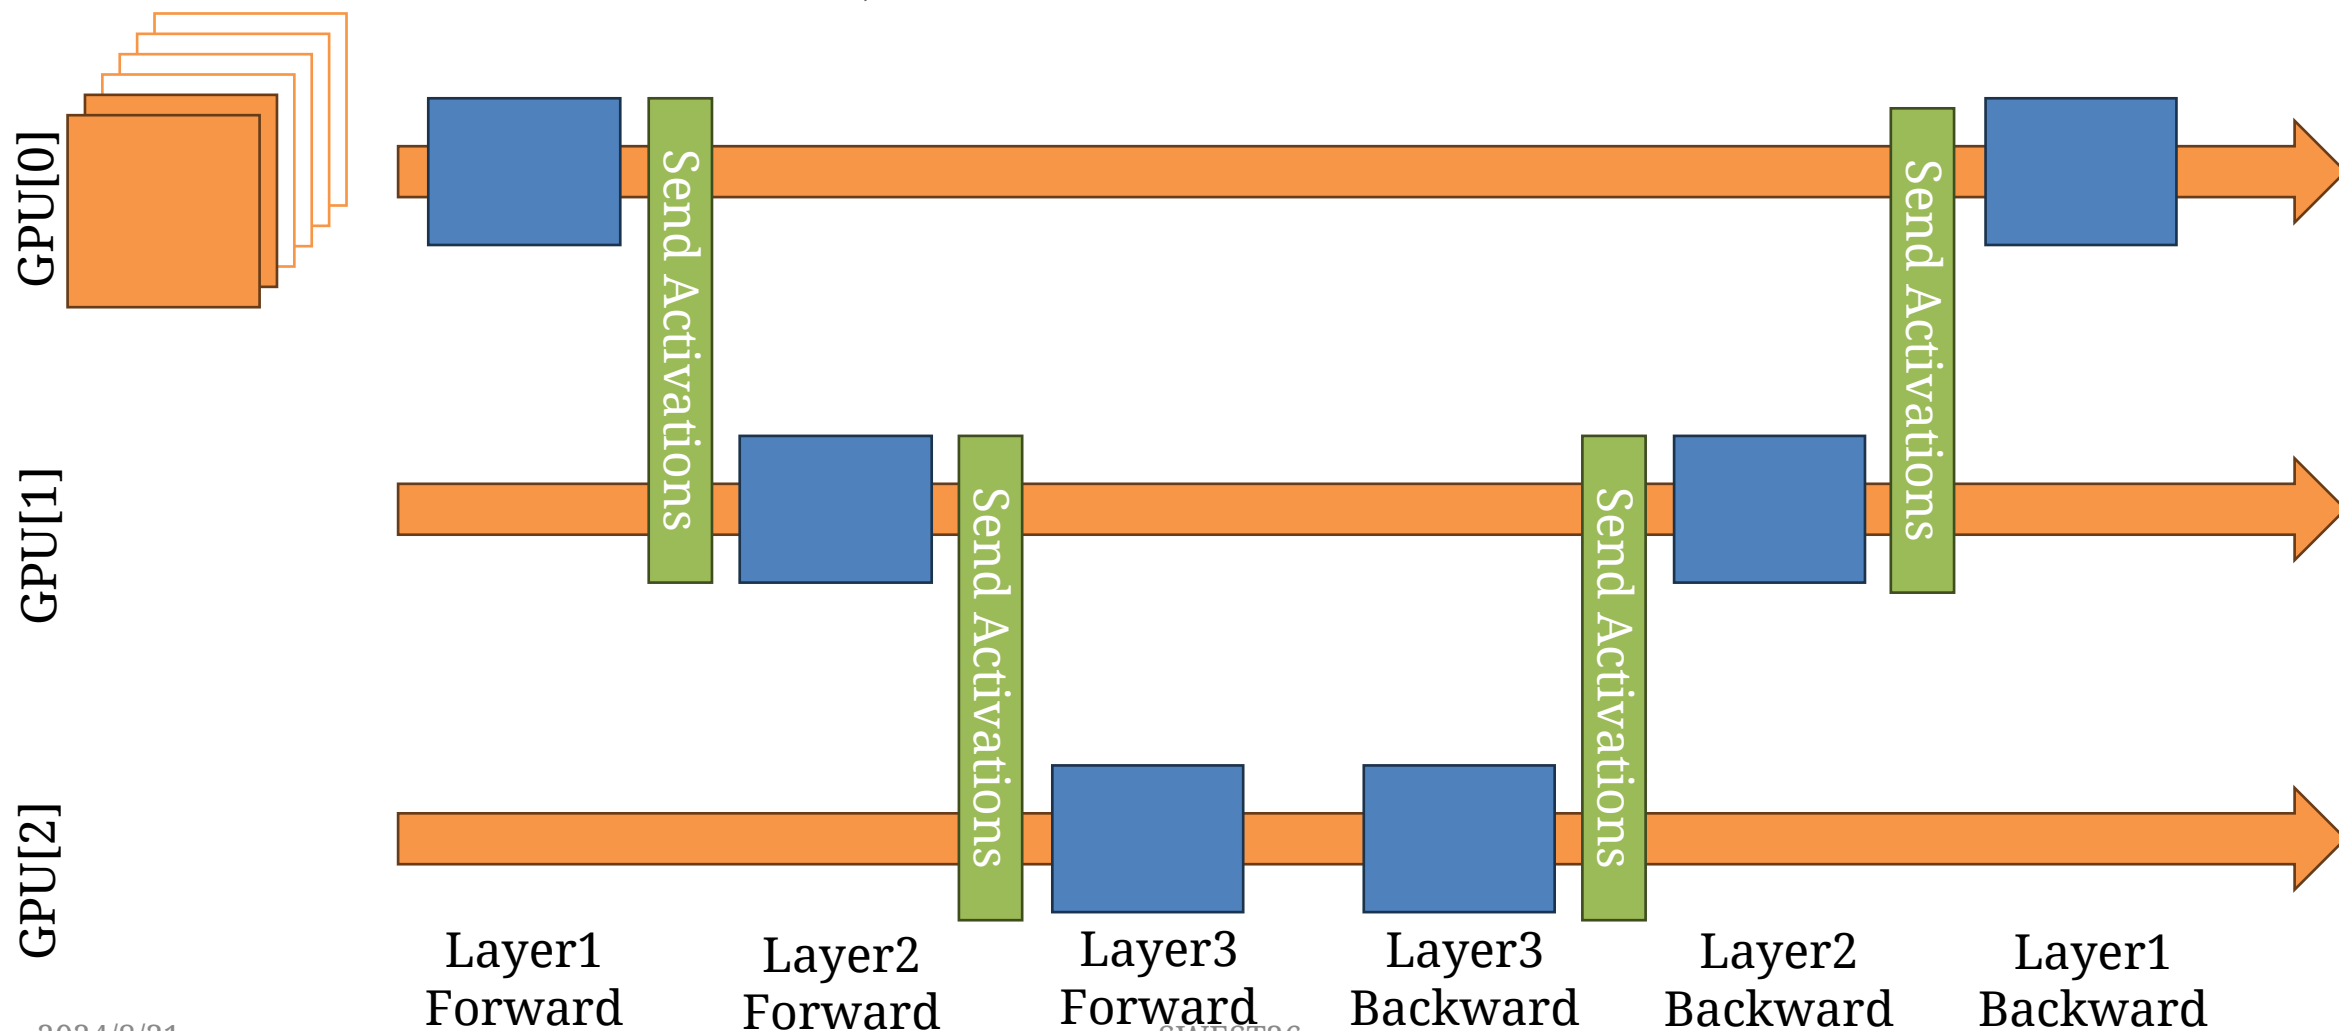 GPU[0]
Send Activations
Send Activations
GPU[1]
Send Activations
Send Activations
GPU[2]
Layer1
Forward
Layer2
Forward
Layer3
Forward
Layer3
Backward
Layer2
Backward
Layer1
Backward